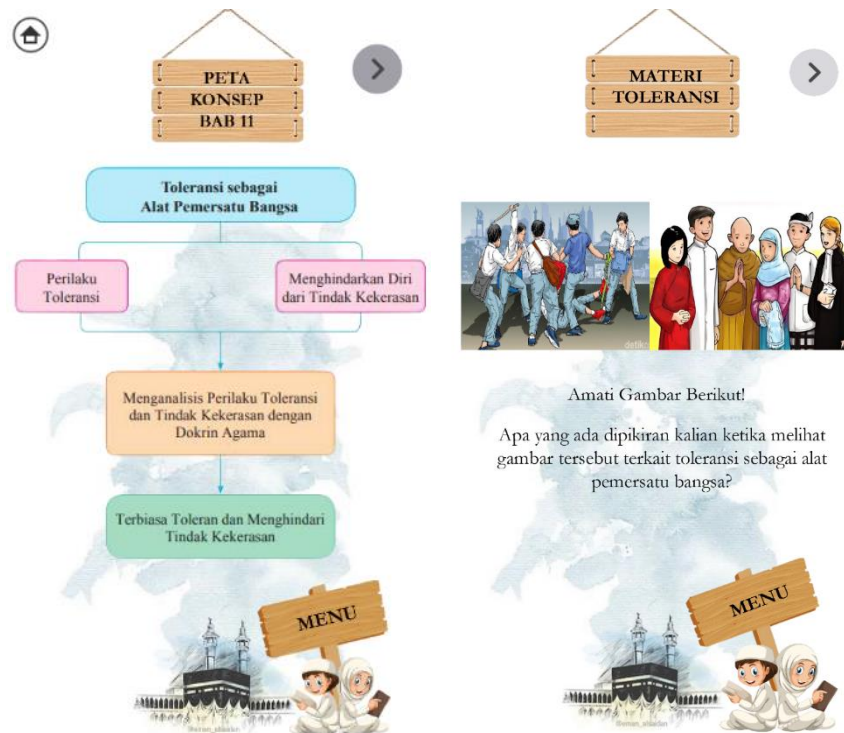 PETA
KONSEP
BAB 11
Toleransi sebagai
Alat Pemersatu Bangsa
Perilaku
Toleransi
Menghindarkan Diri
dari Tindak Kekerasan
Menganalisis Perilaku Toleransi
dan Tindak Kekerasan dengan
Dokrin Agama
Terbiasa Toleran dan Menghindari
Tindak Kekerasan
MENU
MATERI
TOLERANSI
Amati Gambar Berikut!
Apa yang ada dipikiran kalian ketika melihat
gambar tersebut terkait toleransi sebagai alat
pemersatu bangsa?
MENU